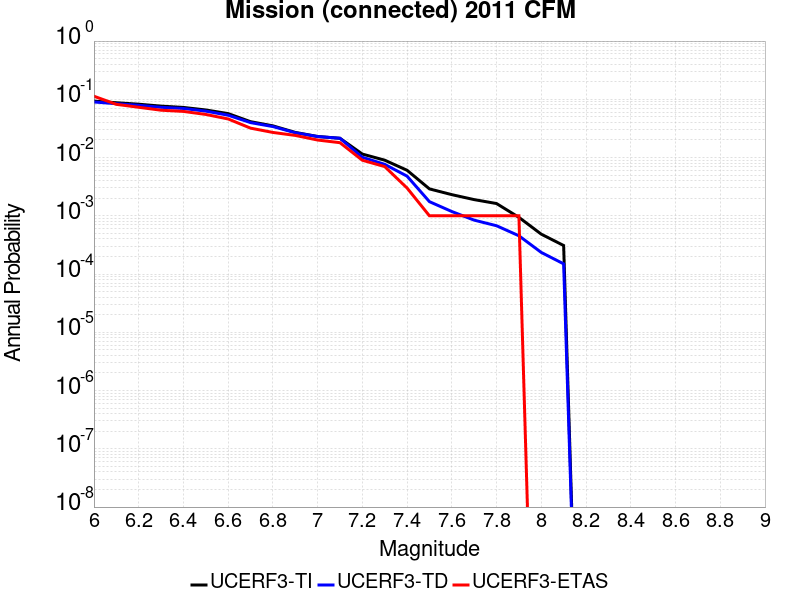 Mission (connected) 2011 CFM
10^0
10^-1
10^-2
10^-3
10^-4
10^-5
10^-6
10^-7
10^-8
Annual Probability
6 6.2 6.4 6.6 6.8 7 7.2 7.4 7.6 7.8 8 8.2 8.4 8.6 8.8 9
Magnitude
UCERF3-TI UCERF3-TD UCERF3-ETAS